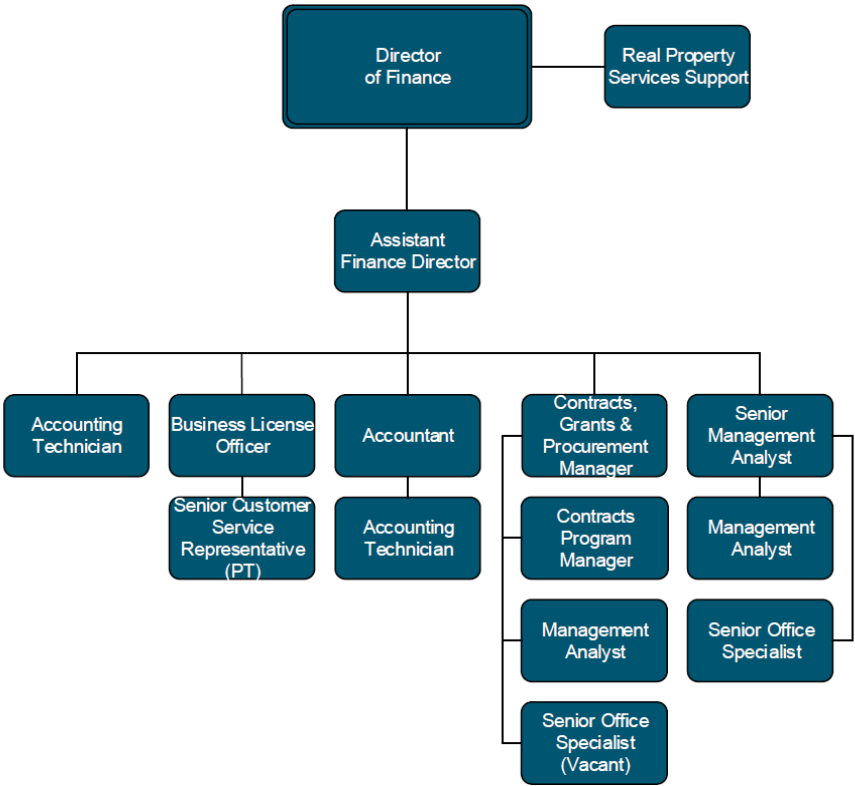 Director
of Finance
Real Property
Services Support
Assistant
Finance Director
Accounting
Technician
Business License
Officer
Accountant
Contracts,
Grants &
Procurement
Manager
Senior
Management
Analyst
Senior Customer
Service
Representative
(PT)
Accounting
Technician
Contracts
Program
Manager
Management
Analyst
Management
Analyst
Senior Office
Specialist
Senior Office
Specialist
(Vacant)